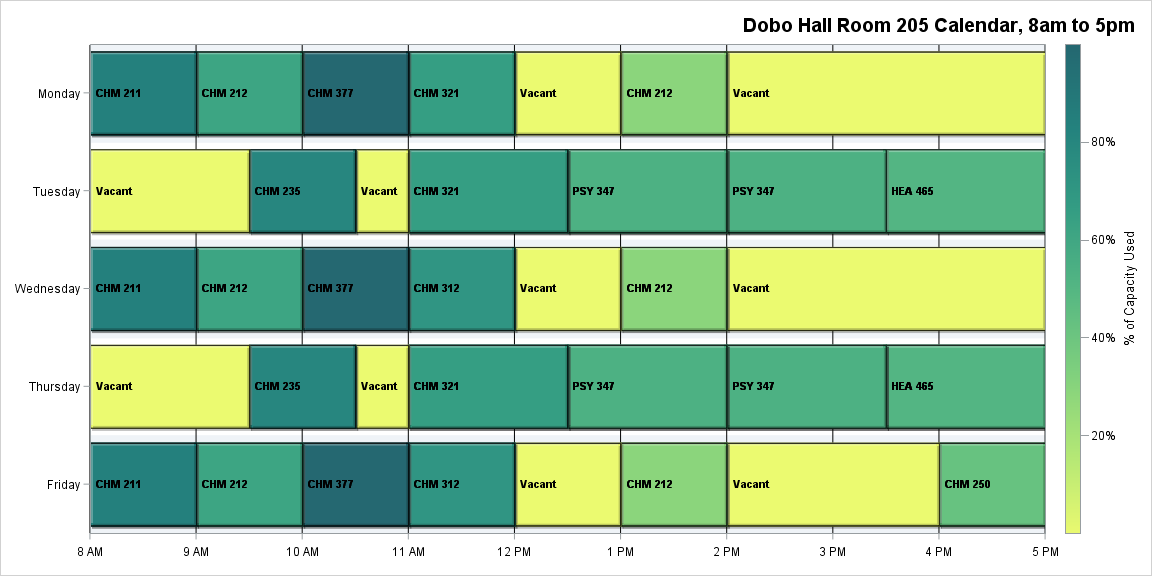 Dobo Hall Room 205 Calendar, 8am to 5pm
Monday
CHM 211
CHM 212
CHM 377
CHM 321
Vacant
CHM 212
Vacant
Tuesday
Vacant
CHM 235
Vacant
CHM 321
PSY 347
PSY 347
HEA 465
Wednesday
CHM 211
CHM 212
CHM 377
CHM 312
Vacant
CHM 212
Vacant
Thursday
Vacant
CHM 235
Vacant
CHM 321
PSY 347
PSY 347
HEA 465
Friday
CHM 211
CHM 212
CHM 377
CHM 312
Vacant
CHM 212
Vacant
CHM 250
8 AM
9 AM
10 AM
11 AM
12 PM
1 PM
2 PM
3 PM
4 PM
5 PM
80%
60%
40%
20%
% of Capacity Used